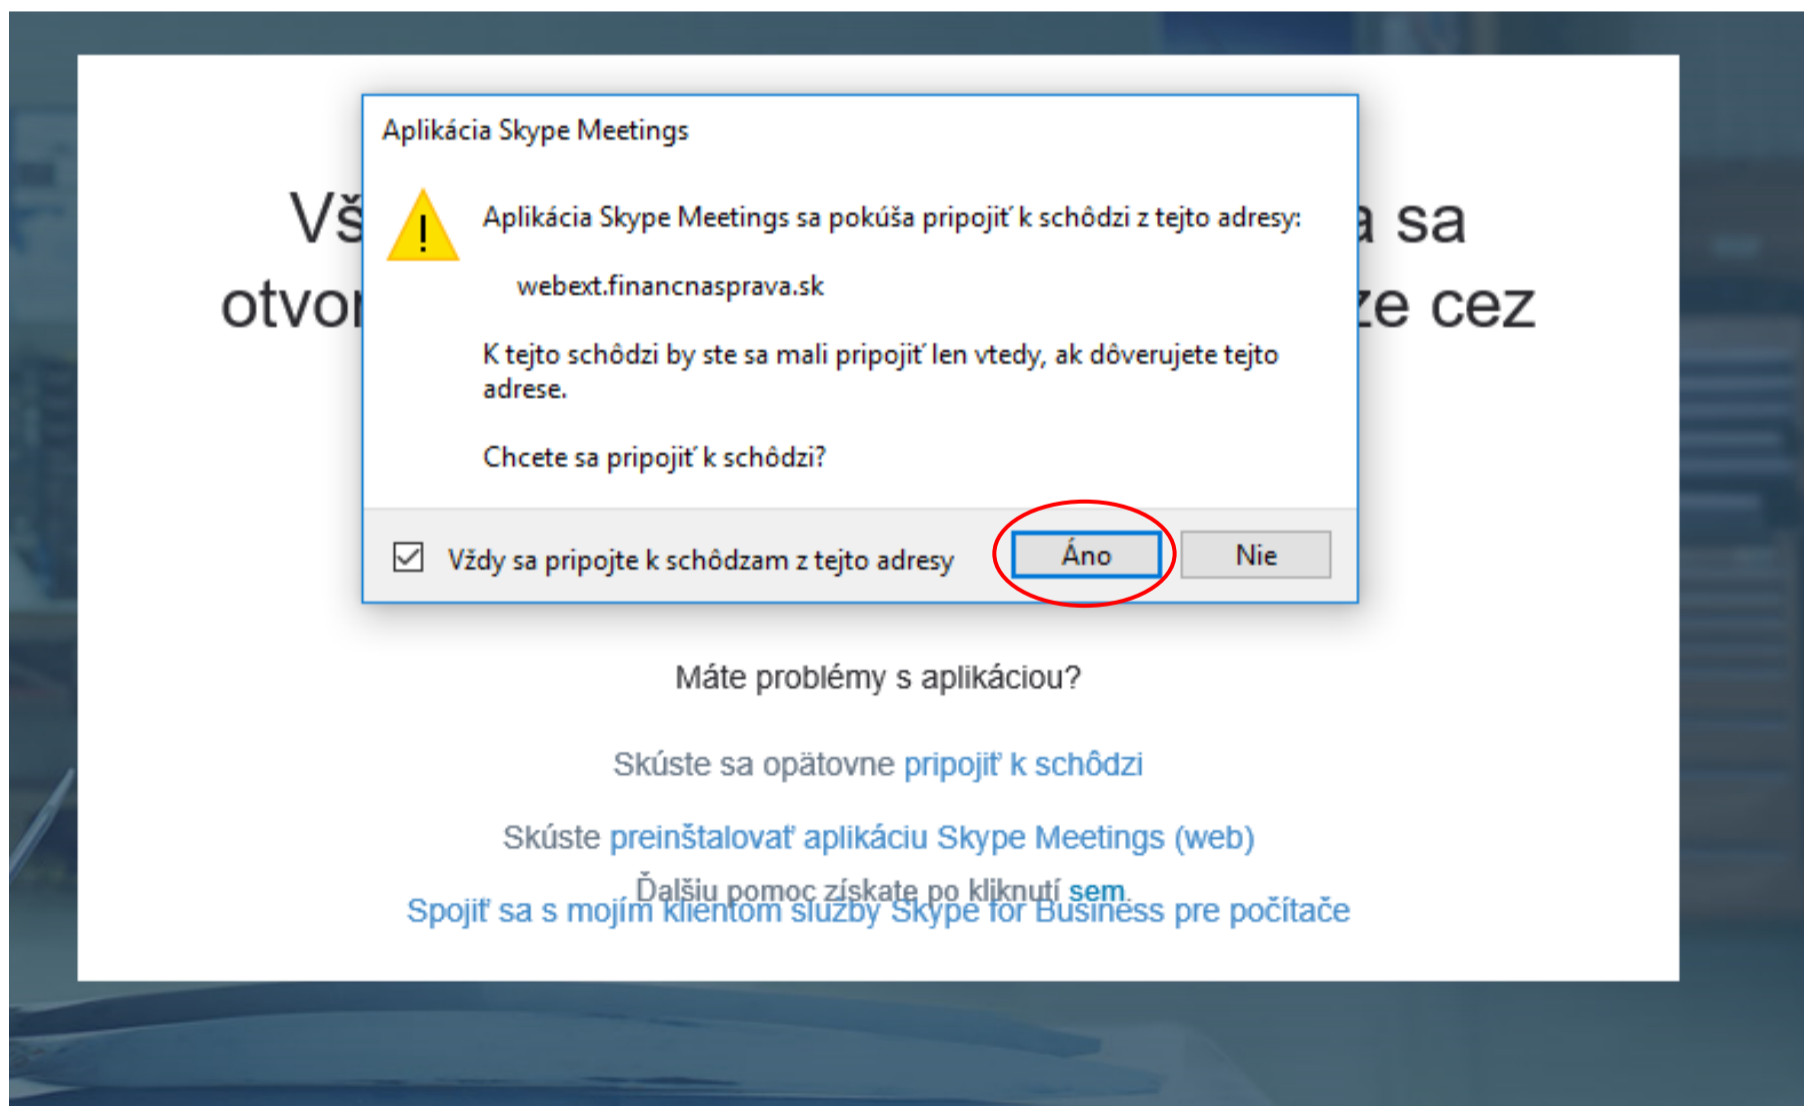 Aplikácia Skype Meetings
Aplikácia Skype Meetings sa pokúša pripojiť k schôdzi z tejto adresy:
webext.financnasprava.sk
K tejto schôdzi by ste sa mali pripojiť len vtedy, ak dôverujete tejto
adrese.
Chcete sa pripojiť k schôdzi?
Vždy sa pripojte k schôdzam z tejto adresy
Áno
Nie
sa
cez
Máte problémy s aplikáciou?
Skúste sa opätovne pripojiť k schôdzi
Skúste preinštalovať aplikáciu Skype Meetings (web)
Ďalšiu pomoc získate po kliknutí sem.
Spojiť sa s mojím klientom služby Skype for Business pre počítače